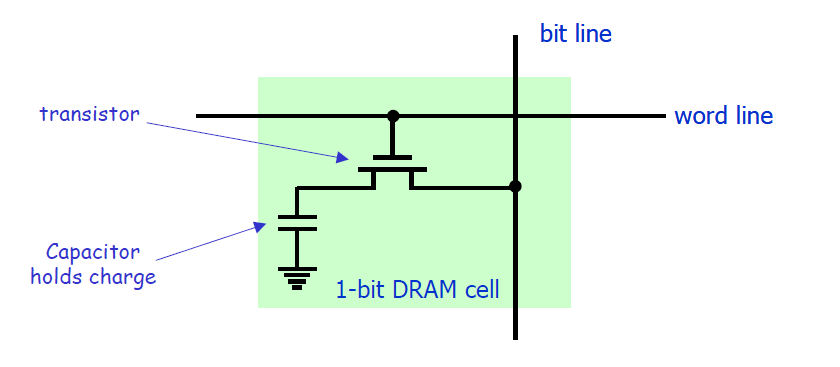 bit line
transistor
word line
Capacitor
holds charge
1-bit DRAM cell